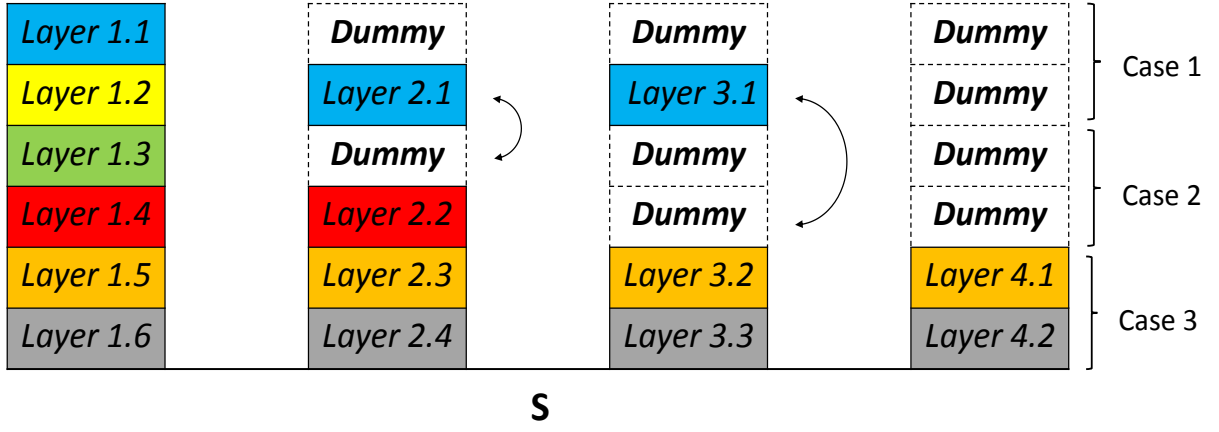 Layer 1.1 Dummy Dummy Dummy
Case 1
Layer 1.2 Layer 2.1 Layer 3.1 Dummy
Layer 1.3 Dummy Dummy Dummy
Case 2
Layer 1.4 Layer 2.2 Dummy Dummy
Layer 1.5 Layer 2.3 Layer 3.2 Layer 4.1
Case 3
Layer 1.6 Layer 2.4 Layer 3.3 Layer 4.2
S